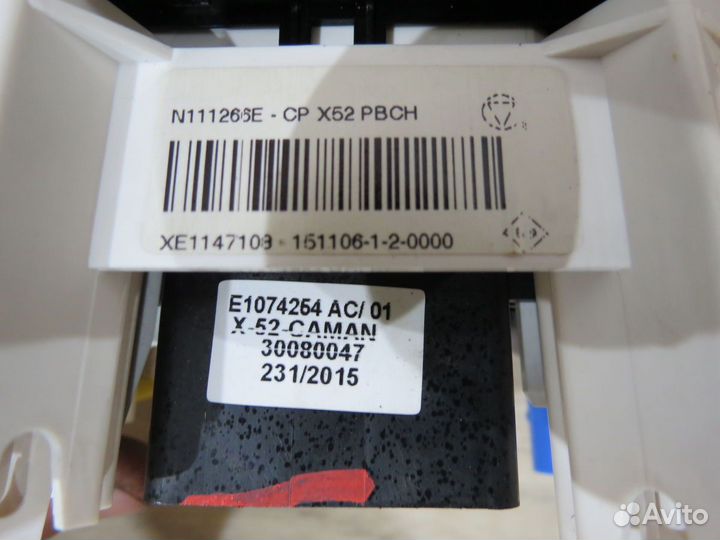 N111266E - CP X52 PBCH
XE1147108 - 151106-1-2-0000
E1074254 AC/ 01
X-52-CAMAN
30080047
231/2015
Avito